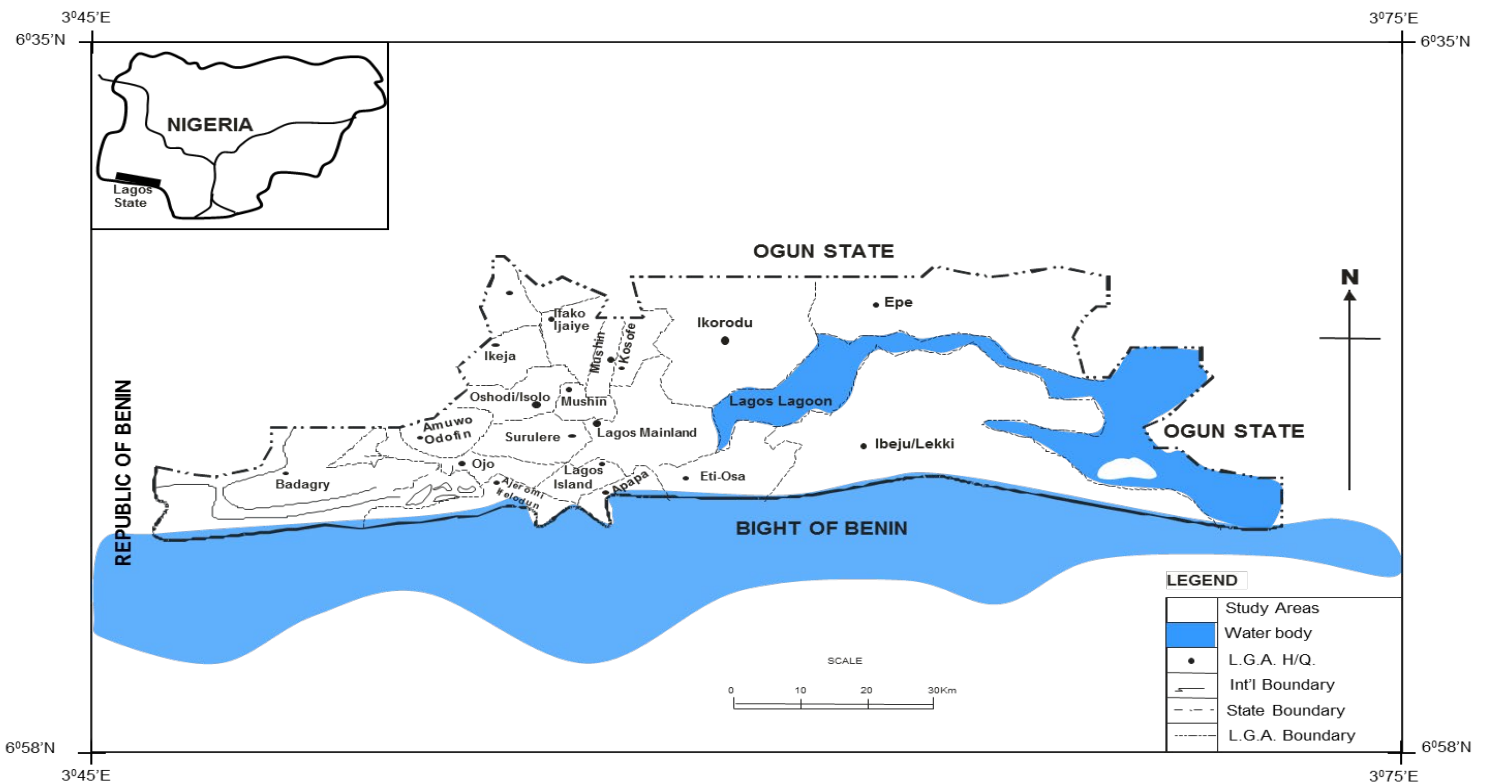 3⁰45'E
3⁰75'E
6⁰35'N
6⁰35'N
NIGERIA
Lagos
State
OGUN STATE
N
Epe
Ikorodu
Ifako
Ijaiye
Mushin
Kosofe
Ikeja
Oshodi/Isolo
Mushin
Lagos Lagoon
Amuwo
Odofin
Surulere
Lagos Mainland
OGUN STATE
Ibeju/Lekki
Ojo
Lagos
Island
Apapa
Eti-Osa
Badagry
Ajeromi
Ifelodun
REPUBLIC OF BENIN
BIGHT OF BENIN
LEGEND
Study Areas
Water body
L.G.A. H/Q.
Int'l Boundary
State Boundary
L.G.A. Boundary
SCALE
0 10 20 30Km
6⁰58'N
6⁰58'N
3⁰45'E
3⁰75'E